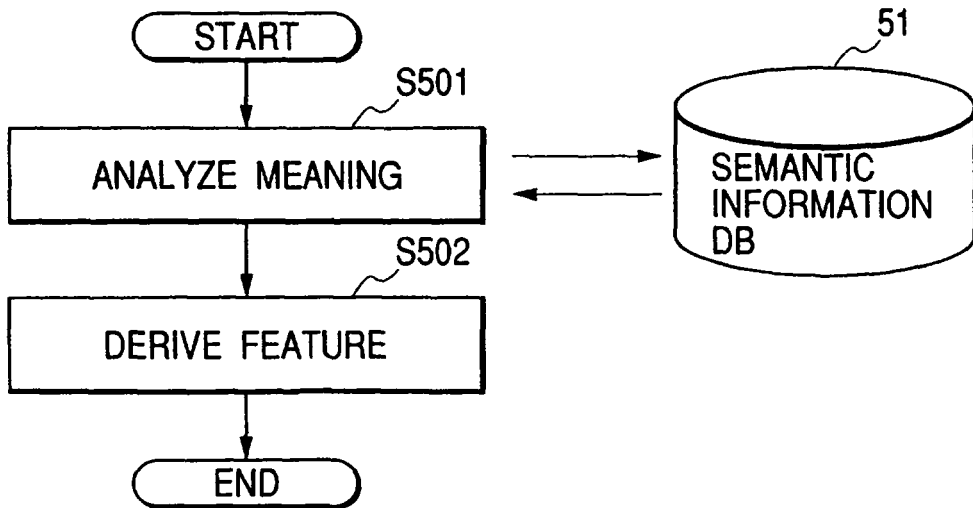 START
S501
51
ANALYZE MEANING
SEMANTIC
INFORMATION
DB
S502
DERIVE FEATURE
END